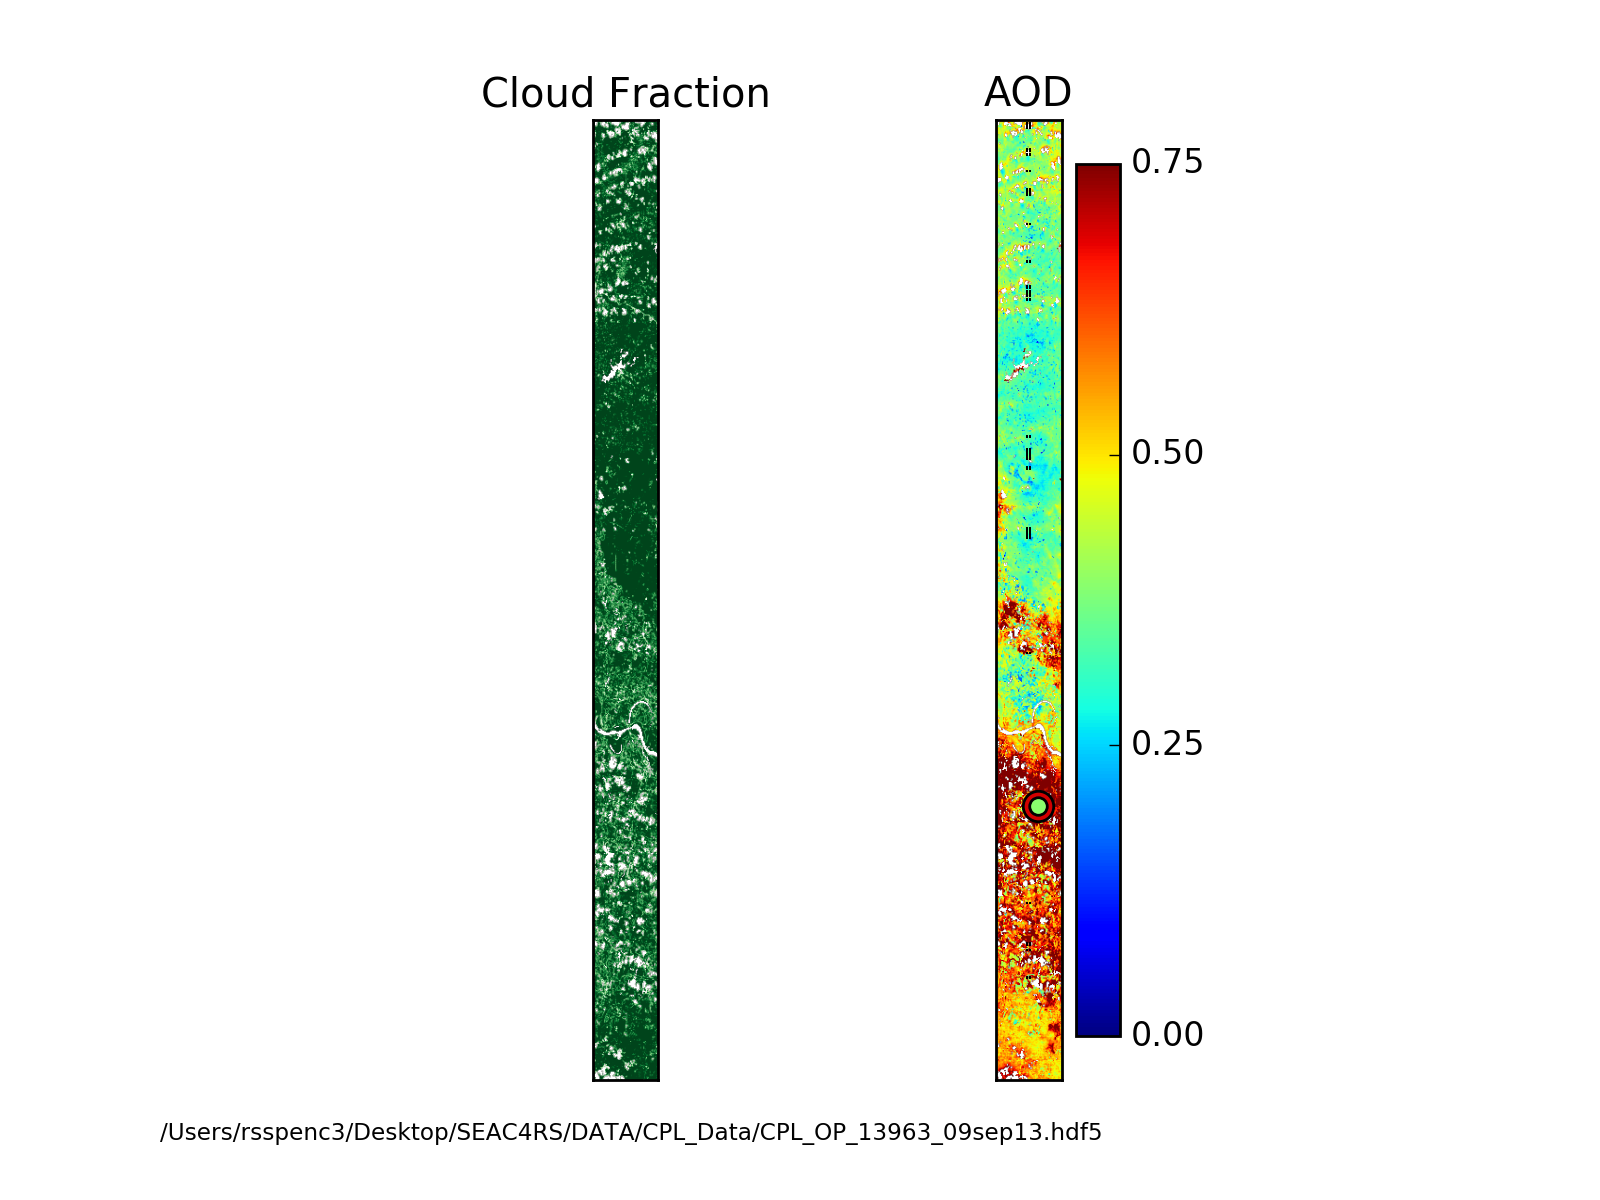 Cloud Fraction
AOD
0.75
0.50
0.25
0.00
/Users/rsspenc3/Desktop/SEAC4RS/DATA/CPL_Data/CPL_OP_13963_09sep13.hdf5